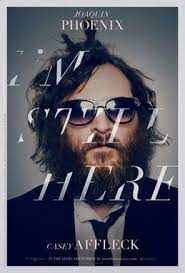 JOAQUIN
PHOENIX
I'M
STILL
HERE
CASEY AFFLECK